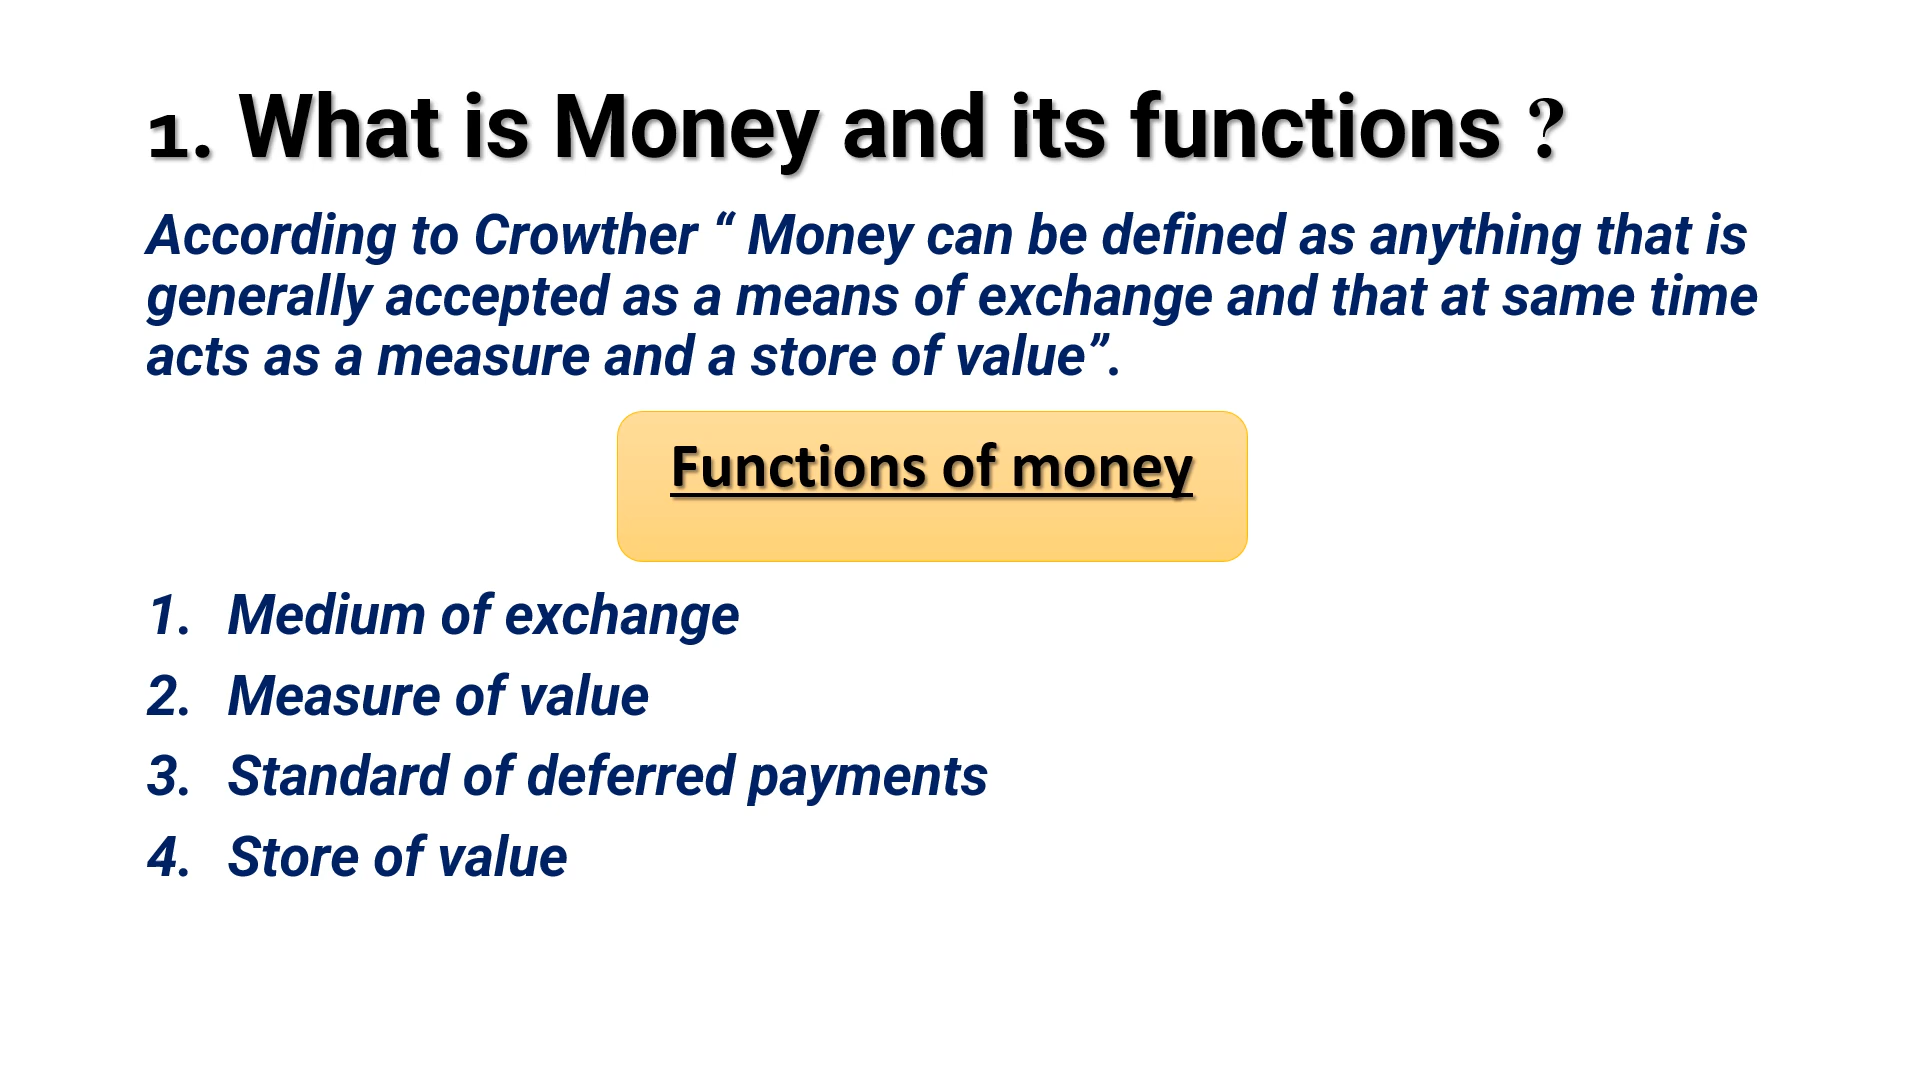 1. What is Money and its functions ?
According to Crowther “ Money can be defined as anything that is
generally accepted as a means of exchange and that at same time
acts as a measure and a store of value”.
Functions of money
1. Medium of exchange
2. Measure of value
3. Standard of deferred payments
4. Store of value